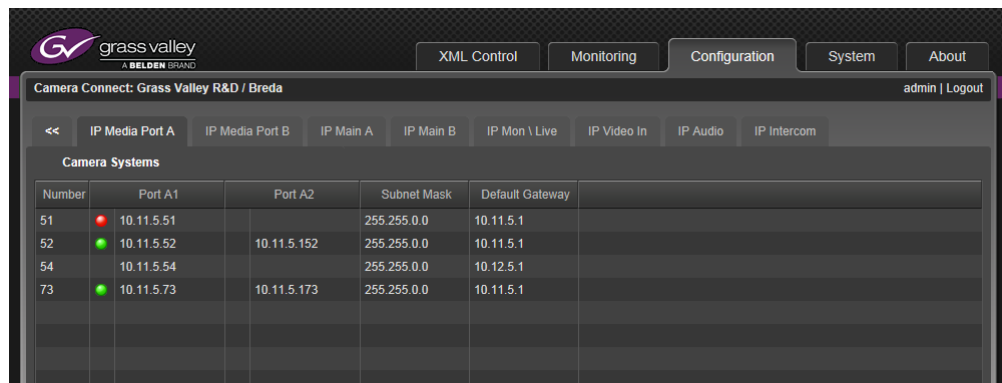 GV grassvalley
A BELDEN BRAND
XML Control Monitoring Configuration System About
Camera Connect: Grass Valley R&D / Breda admin | Logout
<< IP Media Port A IP Media Port B IP Main A IP Main B IP Mon \ Live IP Video In IP Audio IP Intercom
Camera Systems
Number Port A1 Port A2 Subnet Mask Default Gateway
51 10.11.5.51 255.255.0.0 10.11.5.1
52 10.11.5.52 10.11.5.152 255.255.0.0 10.11.5.1
54 10.11.5.54 255.255.0.0 10.12.5.1
73 10.11.5.73 10.11.5.173 255.255.0.0 10.11.5.1